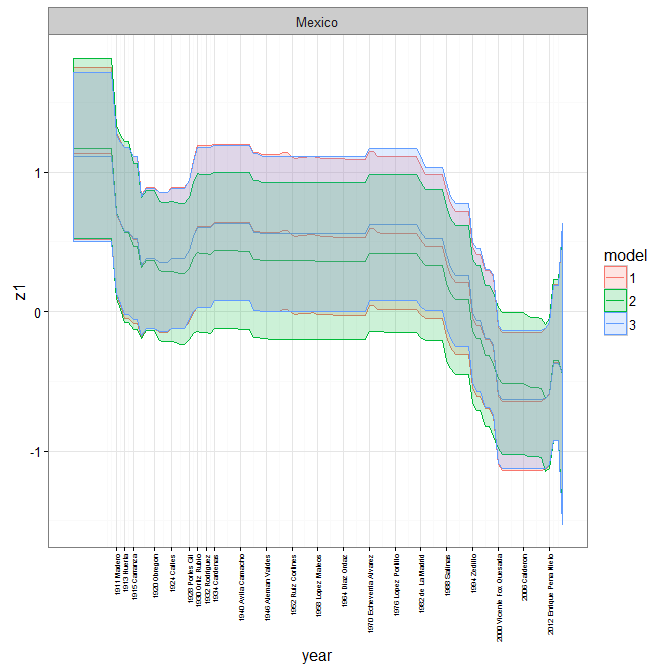 Mexico
1
0
-1
z1
1911 Madero
1913 Huerta
1915 Carranza
1920 Obregon
1924 Calles
1928 Portes Gil
1930 Ortiz Rubio
1932 Rodriguez
1934 Cardenas
1940 Avila Camacho
1946 Aleman Valdes
1952 Ruiz Cortines
1958 Lopez Mateos
1964 Diaz Ordaz
1970 Echeverria Alvarez
1976 Lopez Portillo
1982 de La Madrid
1988 Salinas
1994 Zedillo
2000 Vicente Fox Quesada
2006 Calderon
2012 Enrique Pena Nieto
year
model
1
2
3